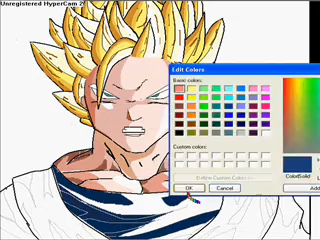 Unregistered HyperCam 2
Edit Colors
Basic colors:
Custom colors:
Define Custom Colors >>
OK
Cancel
Color|Solid
Add